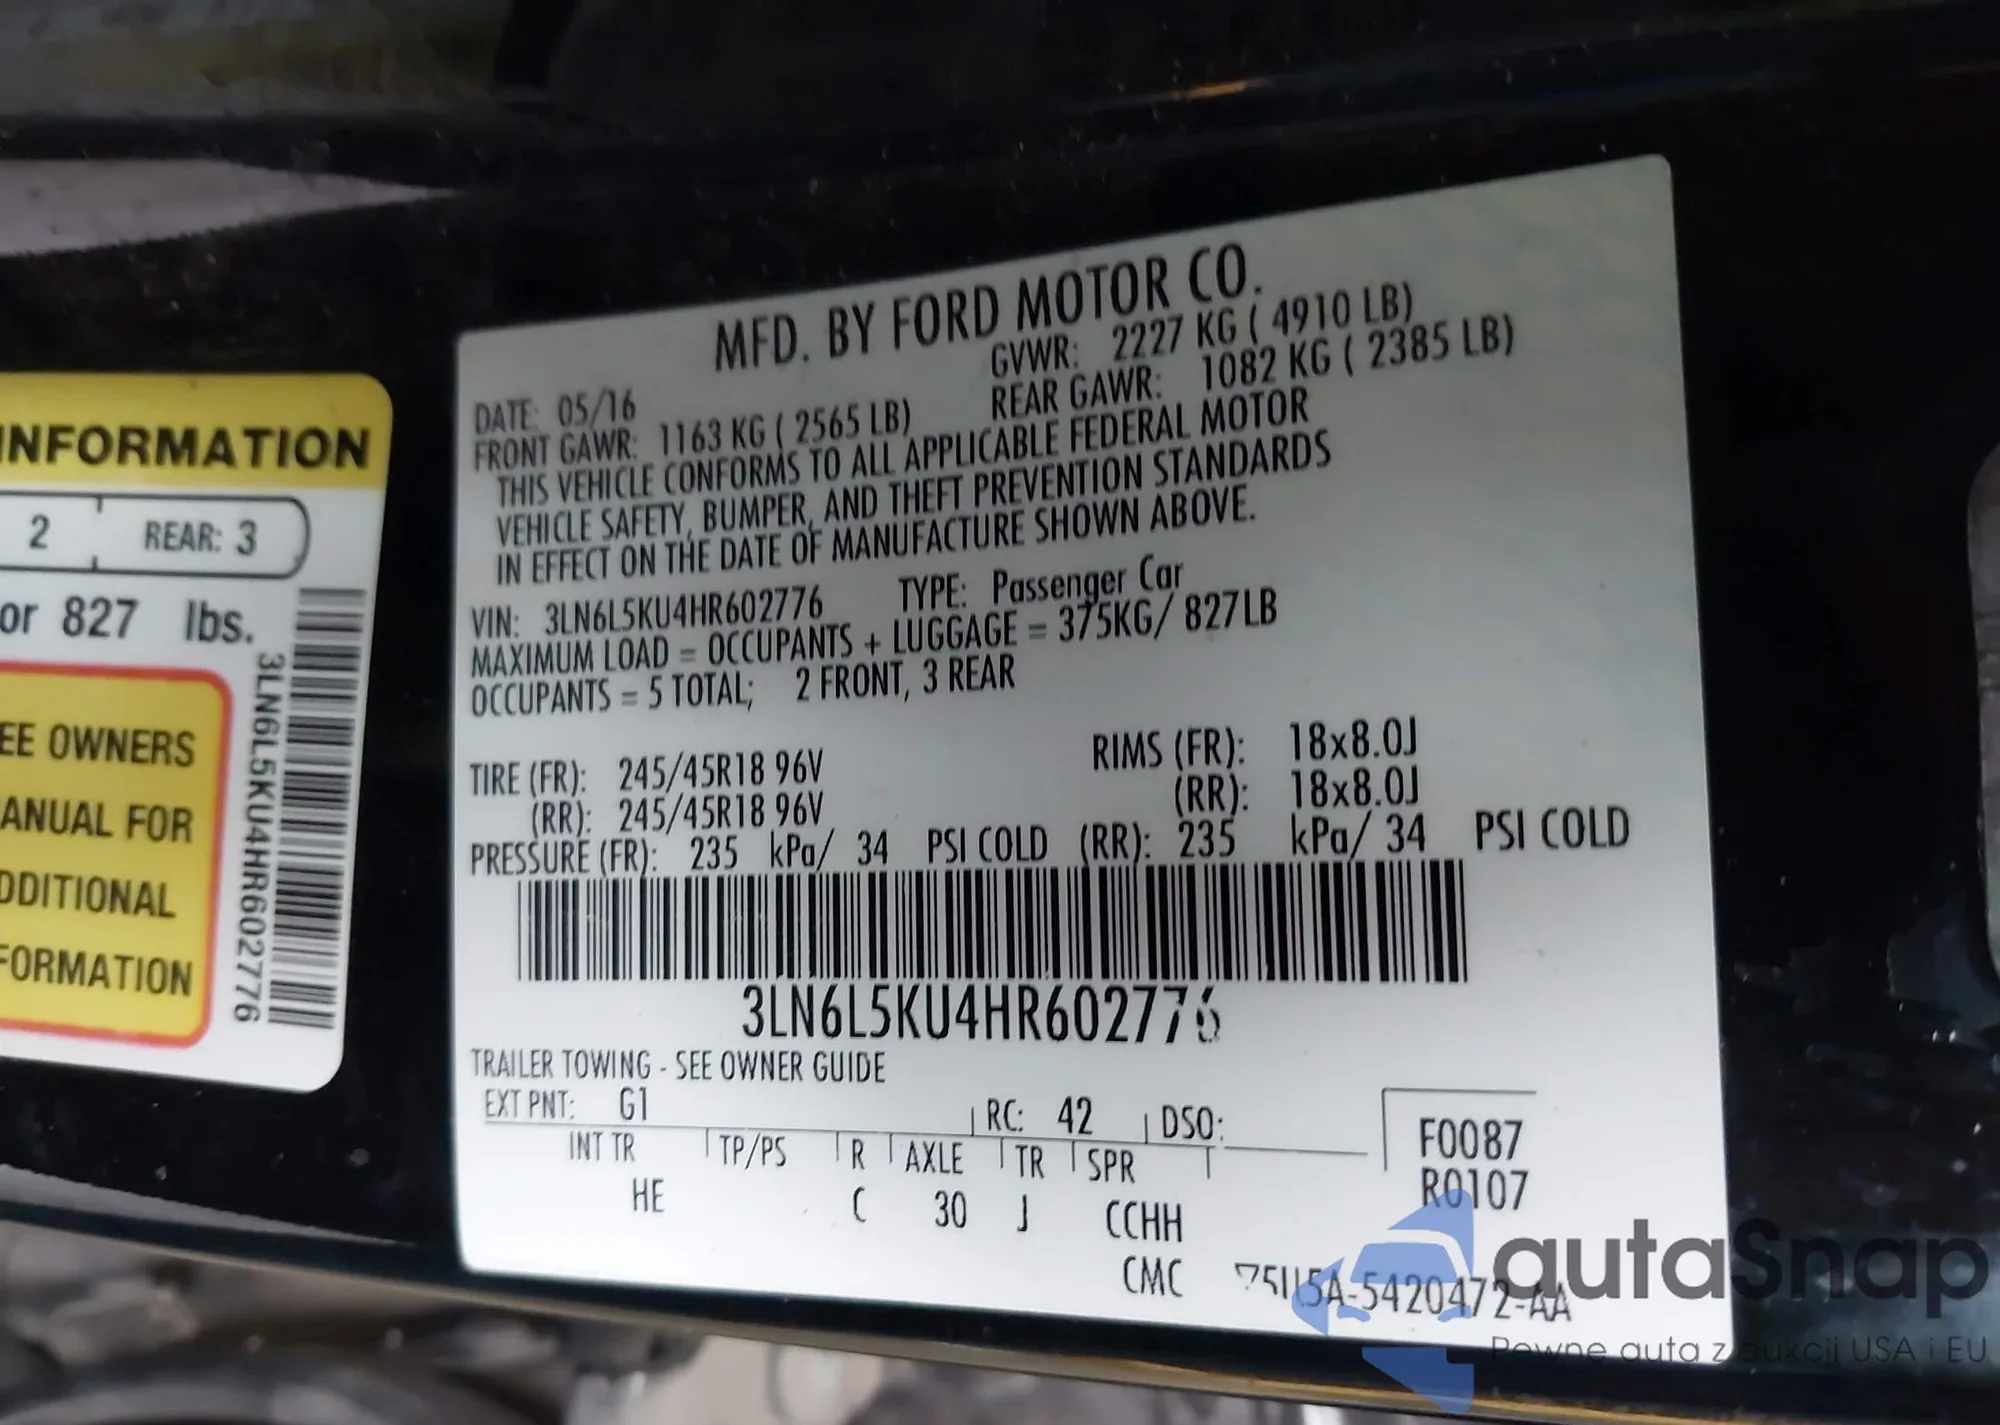 INFORMATION
2 REAR: 3
or 827 lbs.
EE OWNERS
ANUAL FOR
DDITIONAL
FORMATION
3LN6L5KU4HR602776
MFD. BY FORD MOTOR CO.
DATE: 05/16 GVWR: 2227 KG ( 4910 LB)
FRONT GAWR: 1163 KG ( 2565 LB) REAR GAWR: 1082 KG ( 2385 LB)
THIS VEHICLE CONFORMS TO ALL APPLICABLE FEDERAL MOTOR
VEHICLE SAFETY, BUMPER, AND THEFT PREVENTION STANDARDS
IN EFFECT ON THE DATE OF MANUFACTURE SHOWN ABOVE.
VIN: 3LN6L5KU4HR602776 TYPE: Passenger Car
MAXIMUM LOAD = OCCUPANTS + LUGGAGE = 375KG/ 827LB
OCCUPANTS = 5 TOTAL; 2 FRONT, 3 REAR
TIRE (FR): 245/45R18 96V RIMS (FR): 18x8.0J
(RR): 245/45R18 96V (RR): 18x8.0J
PRESSURE (FR): 235 kPa/ 34 PSI COLD (RR): 235 kPa/ 34 PSI COLD
3LN6L5KU4HR602776
TRAILER TOWING - SEE OWNER GUIDE
EXT PNT: G1 RC: 42 DSO:
INT TR TP/PS R AXLE TR SPR
HE C 30 J CCHH
F0087
R0107
CMC
autaSnap
Pewne auta z aukcji USA i EU